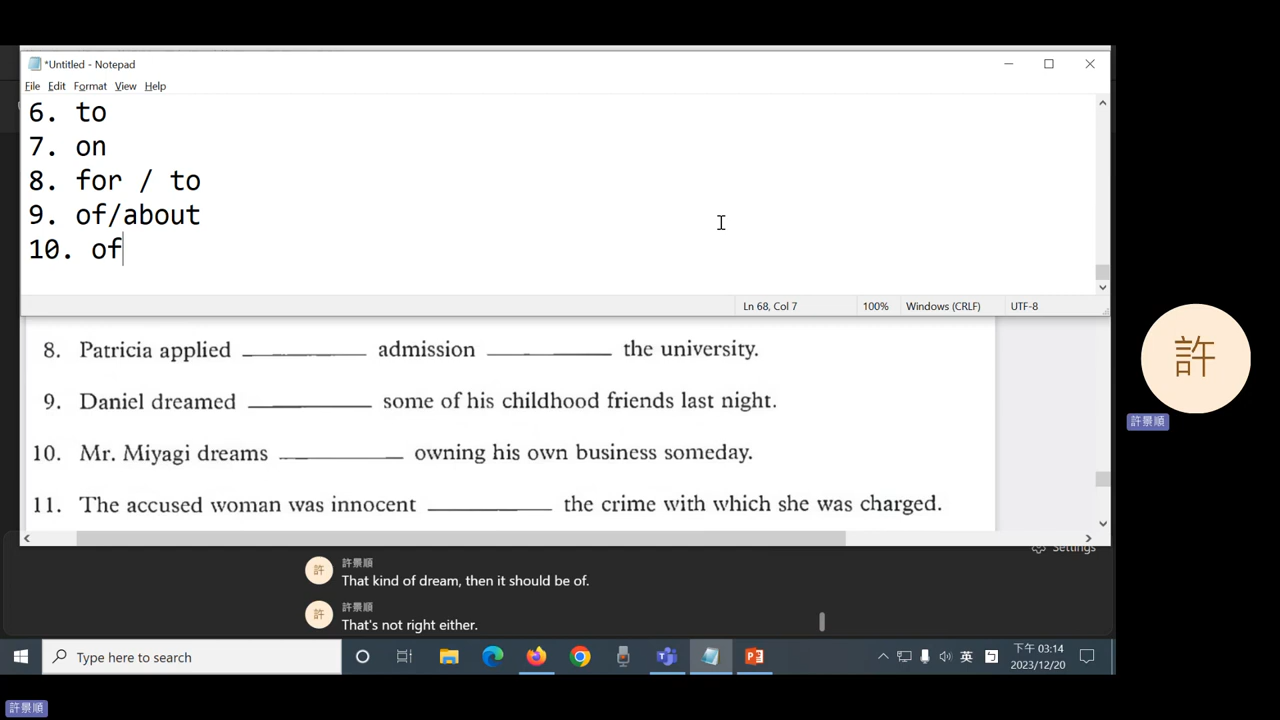 *Untitled - Notepad
File Edit Format View Help
6. to
7. on
8. for / to
9. of/about
10. of
Ln 68, Col 7 100% Windows (CRLF) UTF-8
8. Patricia applied ________ admission ________ the university.
9. Daniel dreamed ________ some of his childhood friends last night.
10. Mr. Miyagi dreams ________ owning his own business someday.
11. The accused woman was innocent ________ the crime with which she was charged.
Settings
許 許景順
That kind of dream, then it should be of.
許 許景順
That's not right either.
許
許景順
Type here to search
英
下午 03:14
2023/12/20
許景順